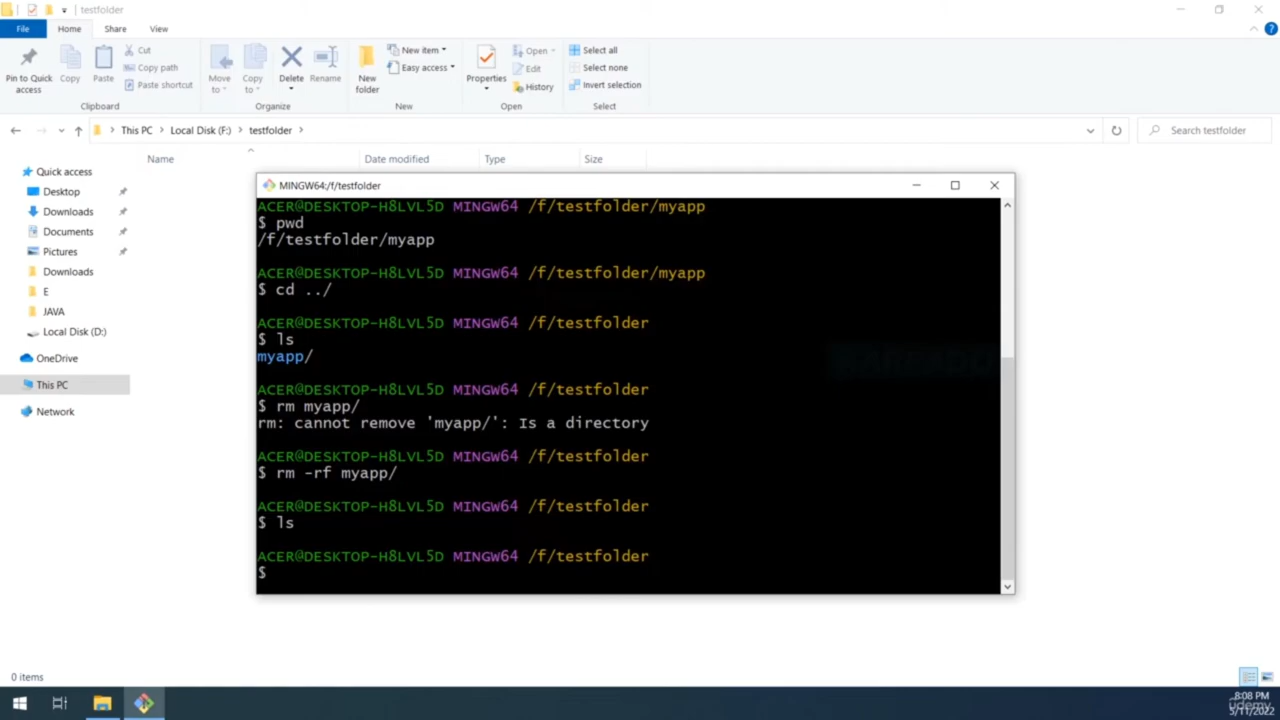 testfolder
File Home Share View
Pin to Quick access
Copy
Paste
Cut
Copy path
Paste shortcut
Clipboard
Move to
Copy to
Delete
Rename
Organize
New folder
New item
Easy access
New
Properties
Open
Edit
History
Open
Select all
Select none
Invert selection
Select
This PC > Local Disk (F:) > testfolder >
Search testfolder
Name Date modified Type Size
Quick access
Desktop
Downloads
Documents
Pictures
Downloads
E
JAVA
Local Disk (D:)
OneDrive
This PC
Network
MINGW64:/f/testfolder
ACER@DESKTOP-H8LVL5D MINGW64 /f/testfolder/myapp
$ pwd
/f/testfolder/myapp
ACER@DESKTOP-H8LVL5D MINGW64 /f/testfolder/myapp
$ cd ../
ACER@DESKTOP-H8LVL5D MINGW64 /f/testfolder
$ ls
myapp/
ACER@DESKTOP-H8LVL5D MINGW64 /f/testfolder
$ rm myapp/
rm: cannot remove 'myapp/': Is a directory
ACER@DESKTOP-H8LVL5D MINGW64 /f/testfolder
$ rm -rf myapp/
ACER@DESKTOP-H8LVL5D MINGW64 /f/testfolder
$ ls
ACER@DESKTOP-H8LVL5D MINGW64 /f/testfolder
$
0 items
8:08 PM
5/11/2022
udemy